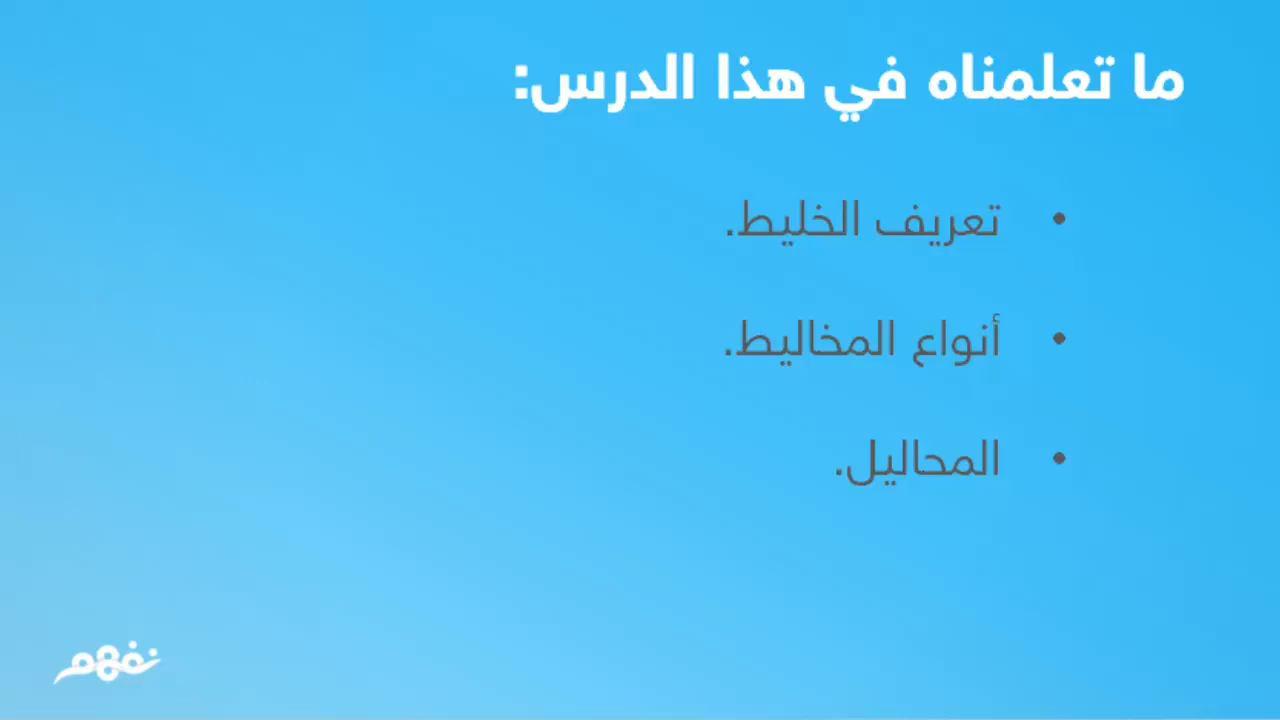 ما تعلمناه في هذا الدرس:
• تعريف الخليط.
• أنواع المخاليط.
• المحاليل.
نفهم